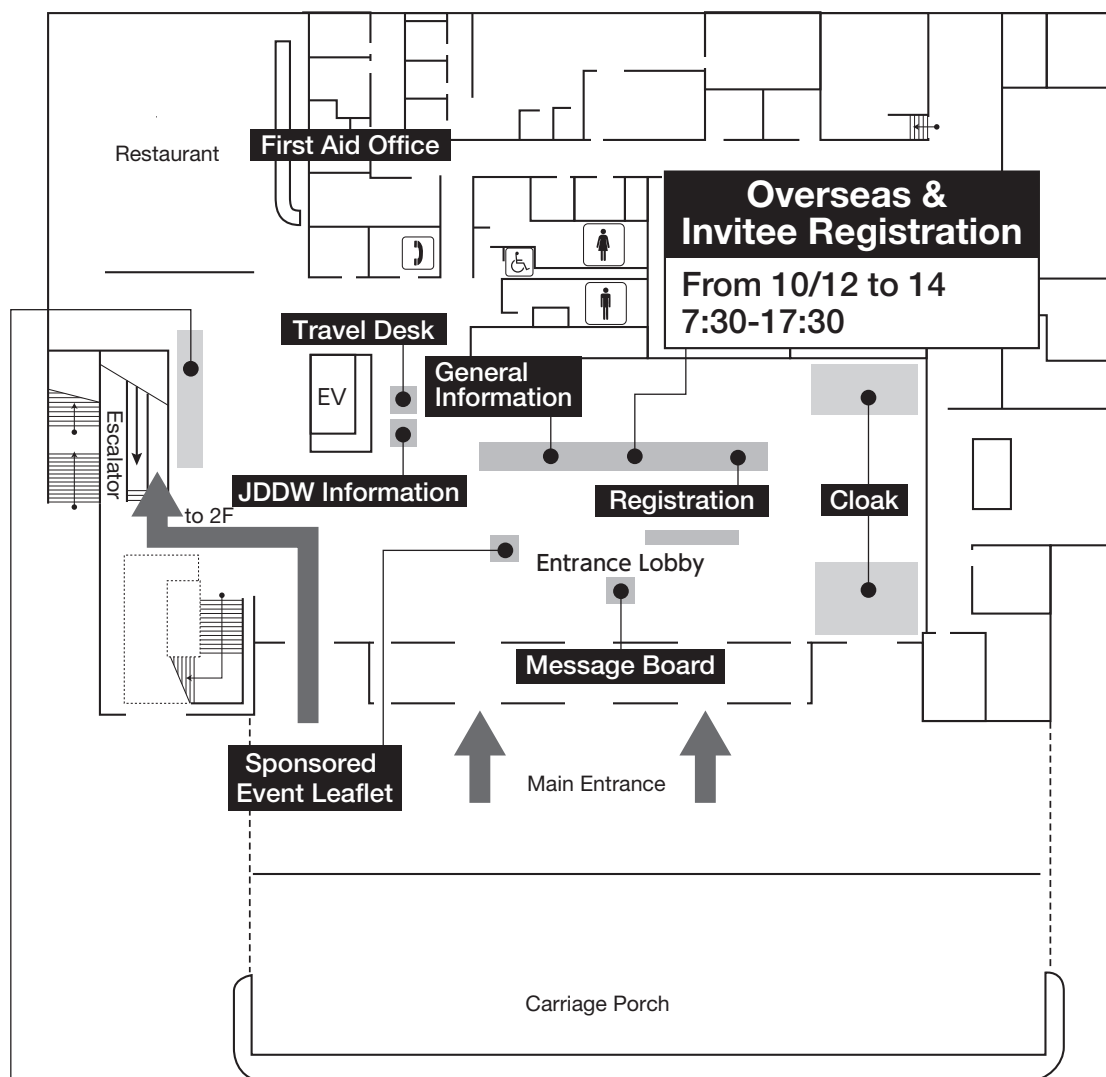 Restaurant
First Aid Office
Overseas &
Invitee Registration
From 10/12 to 14
7:30-17:30
Travel Desk
General
Information
EV
Escalator
JDDW Information
Registration
Cloak
to 2F
Entrance Lobby
Message Board
Sponsored
Event Leaflet
Main Entrance
Carriage Porch